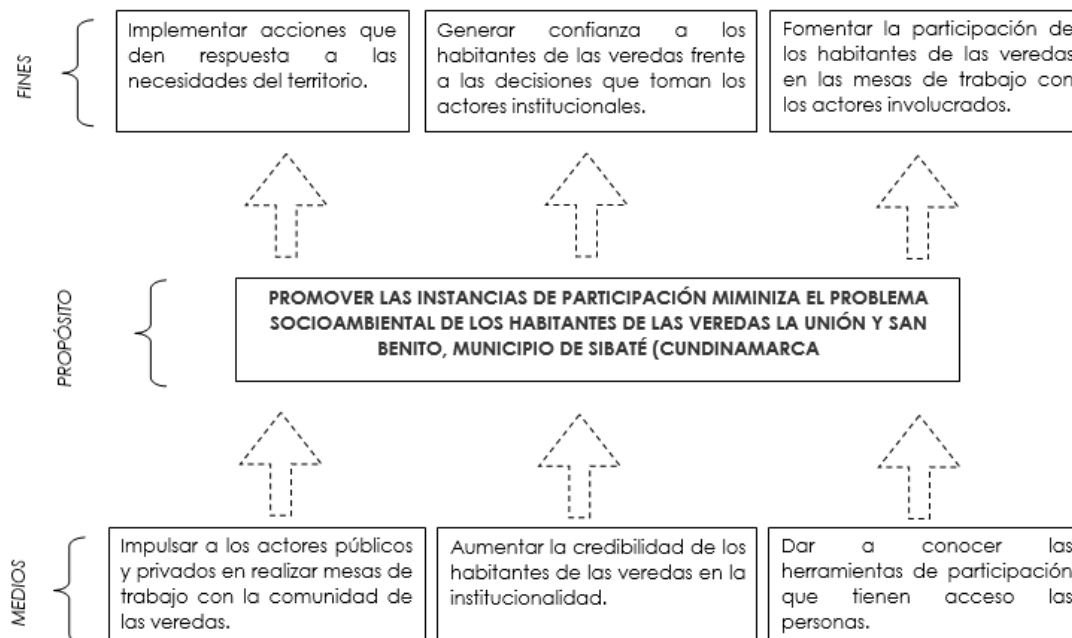 FINES
Implementar acciones que
den respuesta a las
necesidades del territorio.
Generar confianza a los
habitantes de las veredas frente
a las decisiones que toman los
actores institucionales.
Fomentar la participación de
los habitantes de las veredas
en las mesas de trabajo con
los actores involucrados.
PROPÓSITO
PROMOVER LAS INSTANCIAS DE PARTICIPACIÓN MIMINIZA EL PROBLEMA
SOCIOAMBIENTAL DE LOS HABITANTES DE LAS VEREDAS LA UNIÓN Y SAN
BENITO, MUNICIPIO DE SIBATÉ (CUNDINAMARCA
MEDIOS
Impulsar a los actores públicos
y privados en realizar mesas de
trabajo con la comunidad de
las veredas.
Aumentar la credibilidad de los
habitantes de las veredas en la
institucionalidad.
Dar a conocer las
herramientas de participación
que tienen acceso las
personas.